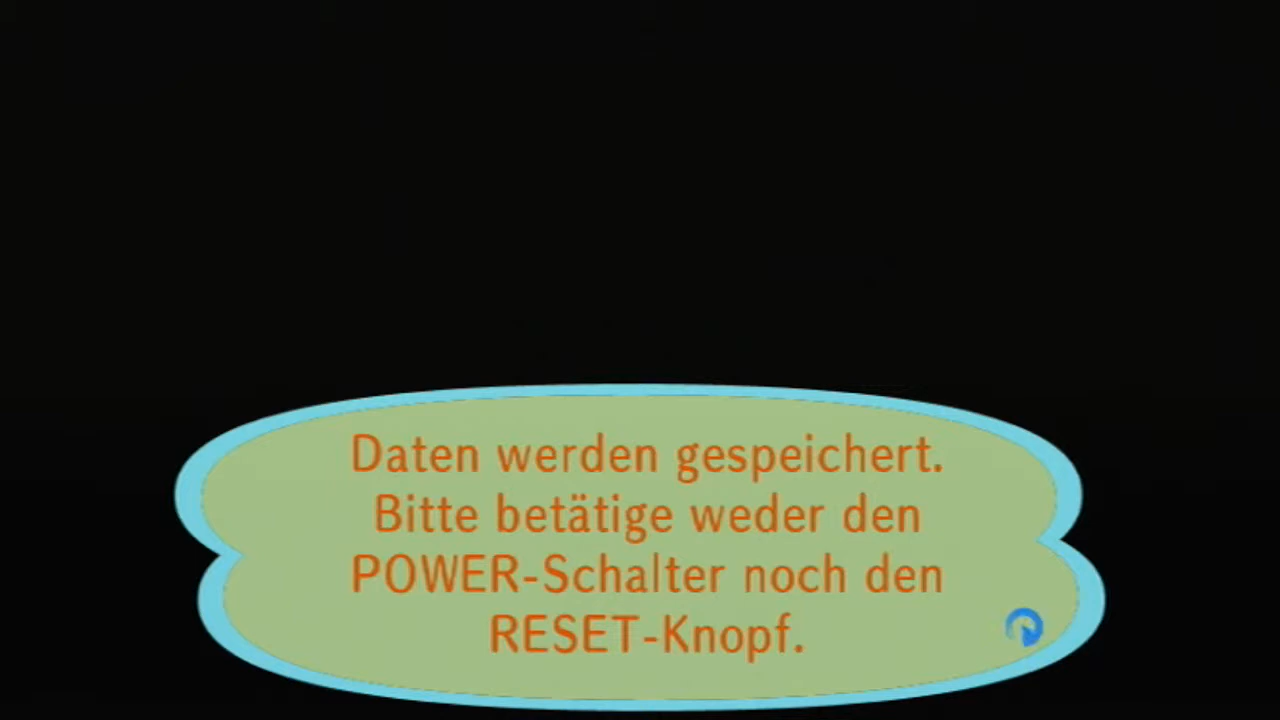 Daten werden gespeichert.
Bitte betätige weder den
POWER-Schalter noch den
RESET-Knopf.